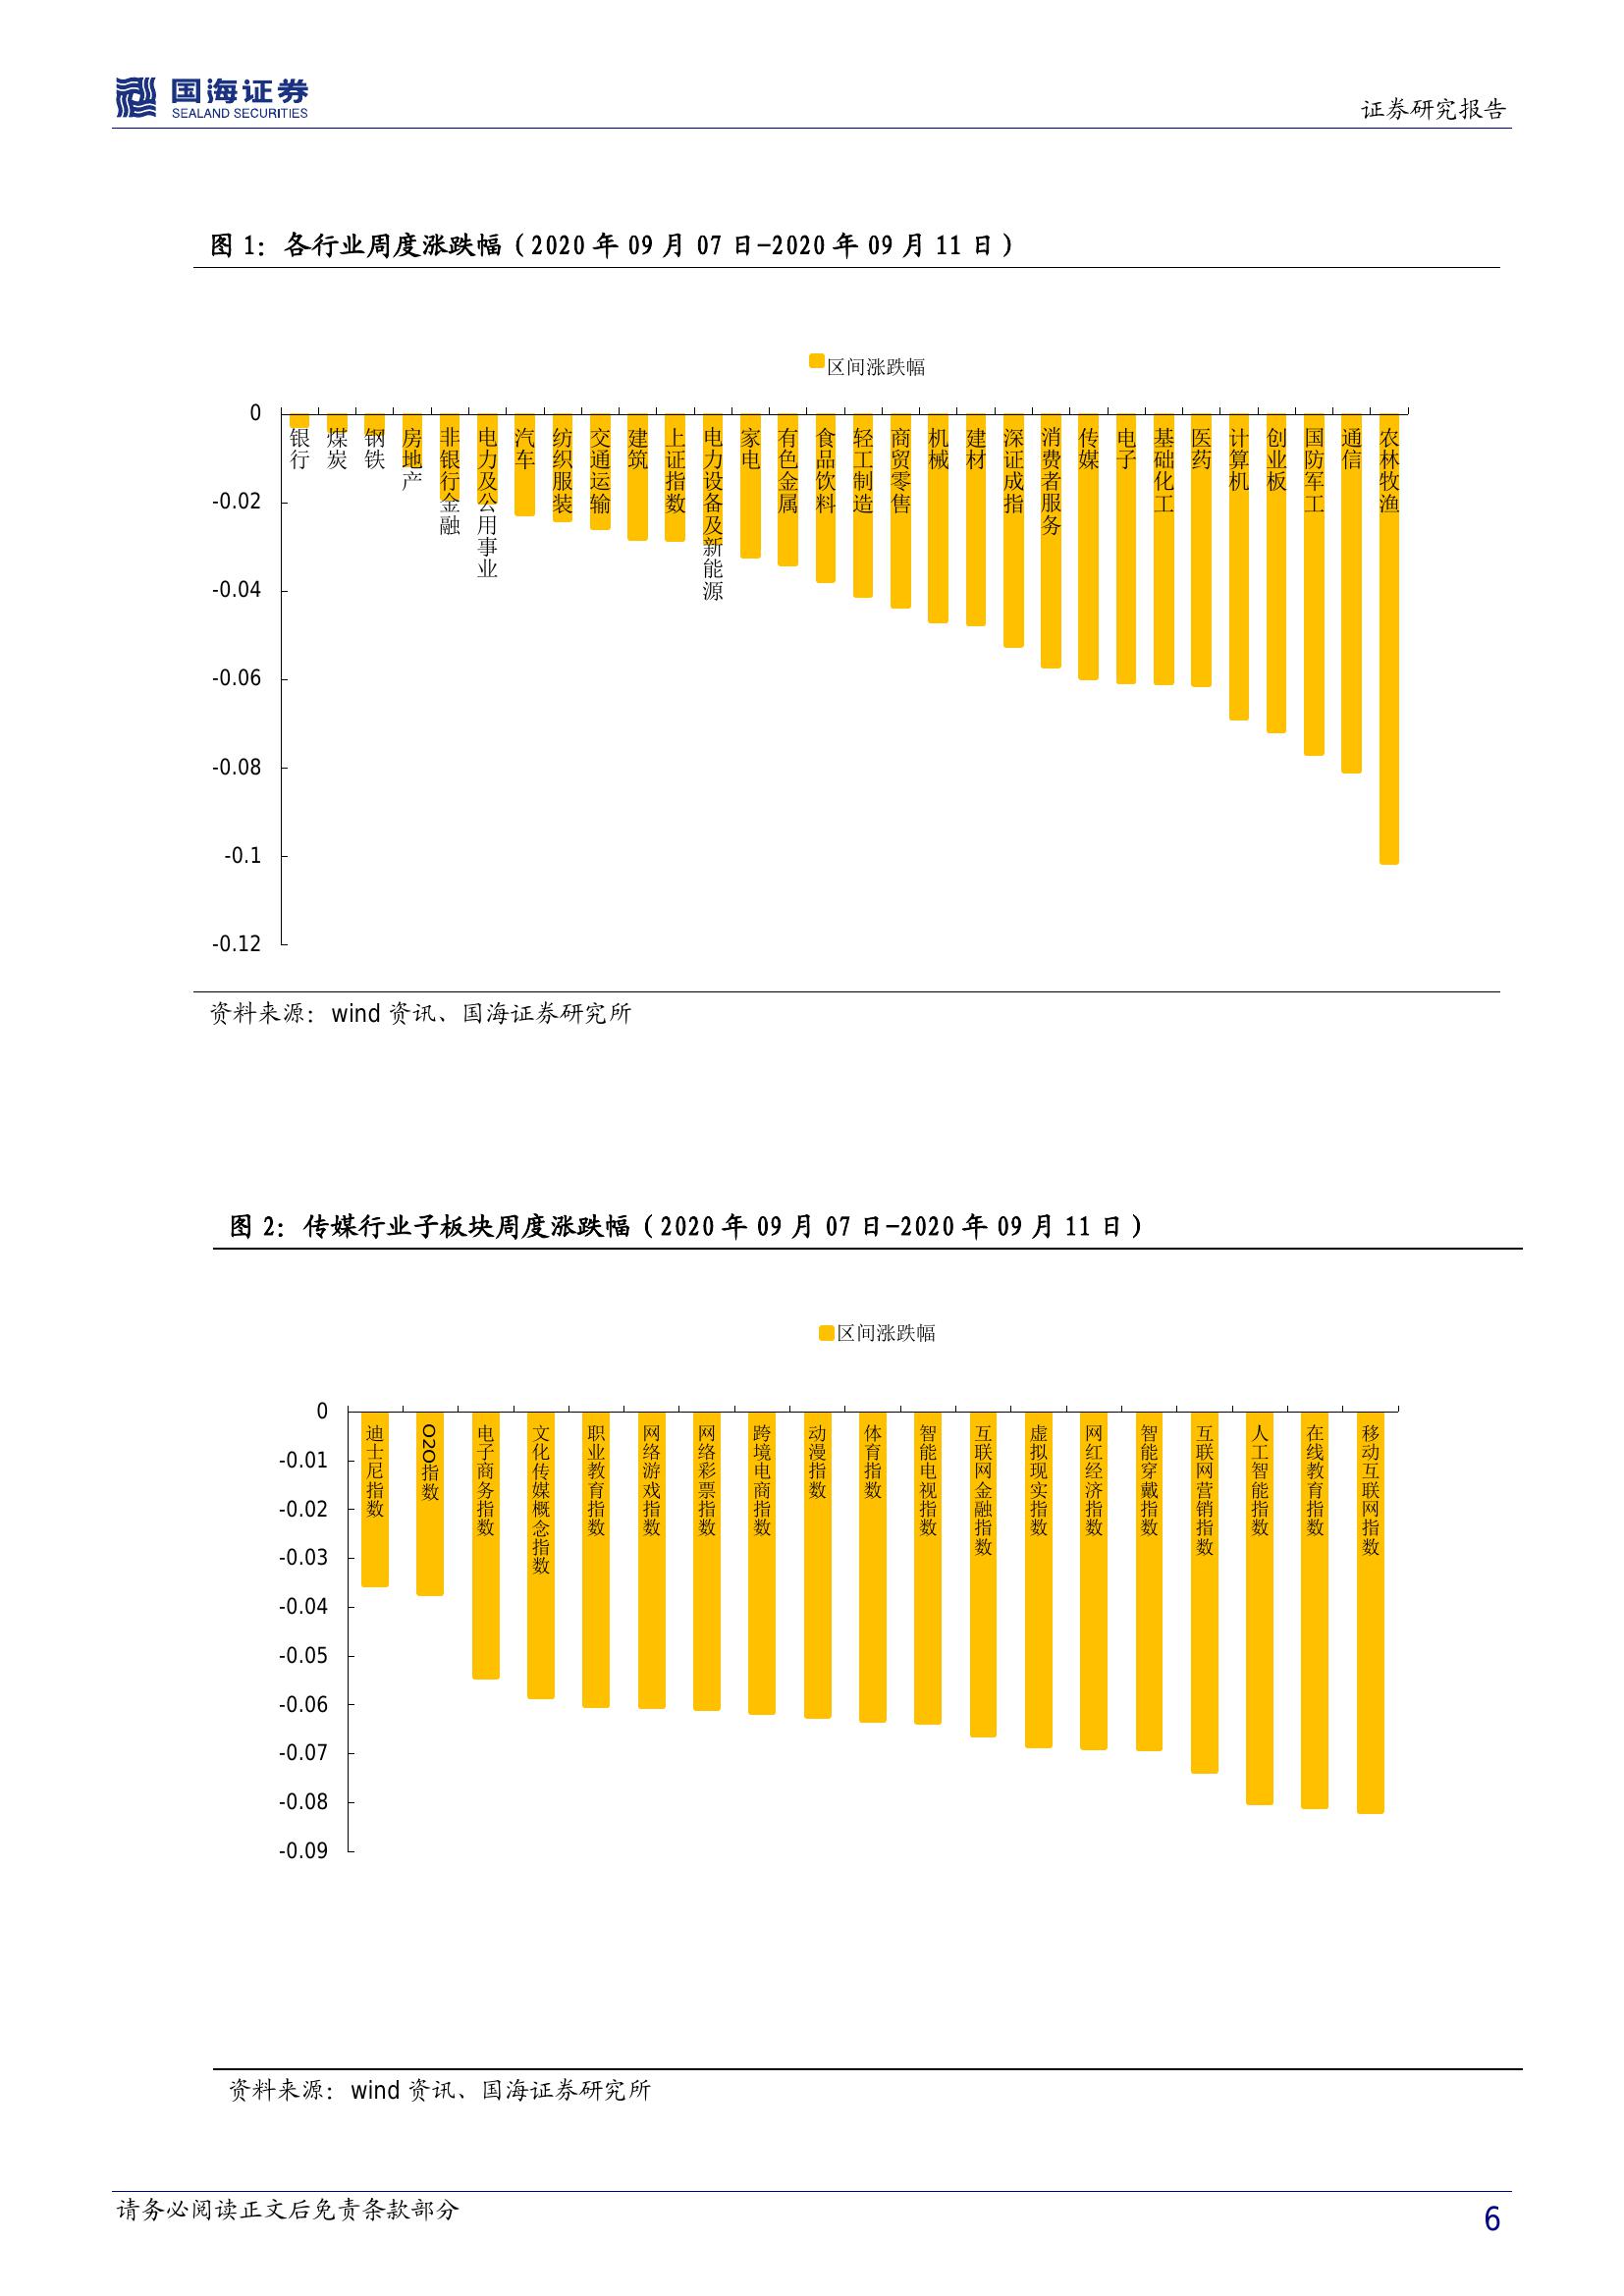 国海证券
SEALAND SECURITIES
证券研究报告
图 1：各行业周度涨跌幅（2020 年 09 月 07 日-2020 年 09 月 11 日）
区间涨跌幅
0
-0.02
-0.04
-0.06
-0.08
-0.1
-0.12
银行
煤炭
钢铁
房地产
非银行金融
电力及公用事业
汽车
纺织服装
交通运输
建筑
上证指数
电力设备及新能源
家电
有色金属
食品饮料
轻工制造
商贸零售
机械
建材
深证成指
消费者服务
传媒
电子
基础化工
医药
计算机
创业板
国防军工
通信
农林牧渔
资料来源：wind 资讯、国海证券研究所
图 2：传媒行业子板块周度涨跌幅（2020 年 09 月 07 日-2020 年 09 月 11 日）
区间涨跌幅
0
-0.01
-0.02
-0.03
-0.04
-0.05
-0.06
-0.07
-0.08
-0.09
迪士尼指数
O2O指数
电子商务指数
文化传媒概念指数
职业教育指数
网络游戏指数
网络彩票指数
跨境电商指数
动漫指数
体育指数
智能电视指数
互联网金融指数
虚拟现实指数
网红经济指数
智能穿戴指数
互联网营销指数
人工智能指数
在线教育指数
移动互联网指数
资料来源：wind 资讯、国海证券研究所
请务必阅读正文后免责条款部分
6